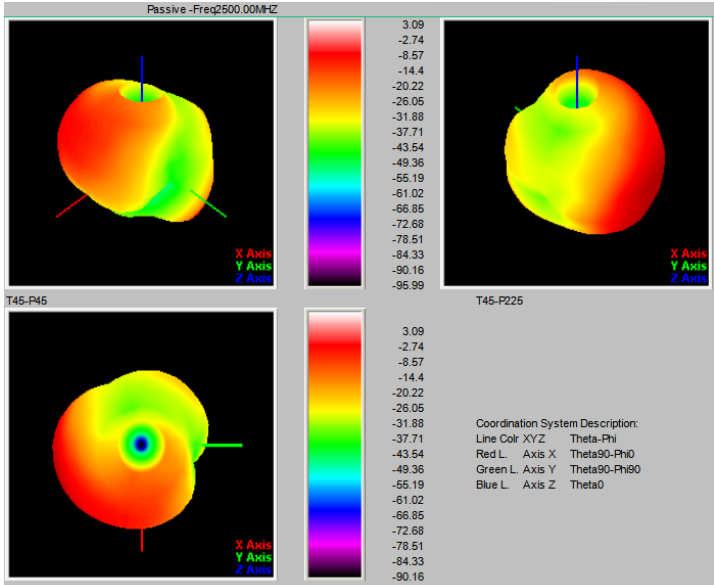 Passive -Freq2500.00MHZ
3.09
-2.74
-8.57
-14.4
-20.22
-26.05
-31.88
-37.71
-43.54
-49.36
-55.19
-61.02
-66.85
-72.68
-78.51
-84.33
-90.16
-95.99
X Axis
Y Axis
Z Axis
X Axis
Y Axis
Z Axis
T45-P45
T45-P225
3.09
-2.74
-8.57
-14.4
-20.22
-26.05
-31.88
-37.71
-43.54
-49.36
-55.19
-61.02
-66.85
-72.68
-78.51
-84.33
-90.16
X Axis
Y Axis
Z Axis
Coordination System Description:
Line Colr XYZ Theta-Phi
Red L. Axis X Theta90-Phi0
Green L. Axis Y Theta90-Phi90
Blue L. Axis Z Theta0